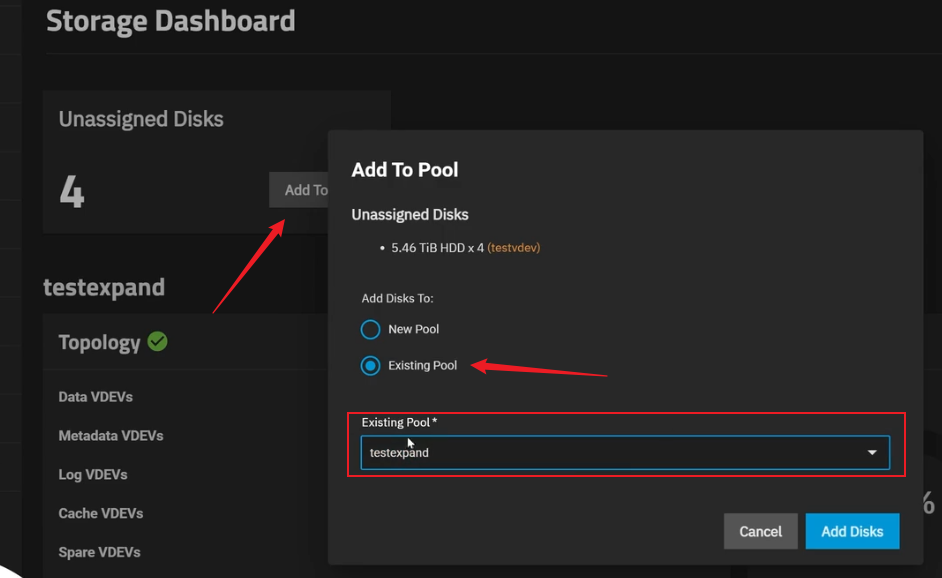 Storage Dashboard
Unassigned Disks
4
Add To
testexpand
Topology
Data VDEVs
Metadata VDEVs
Log VDEVs
Cache VDEVs
Spare VDEVs
Add To Pool
Unassigned Disks
• 5.46 TiB HDD x 4 (testvdev)
Add Disks To:
New Pool
Existing Pool
Existing Pool *
testexpand
Cancel
Add Disks
%